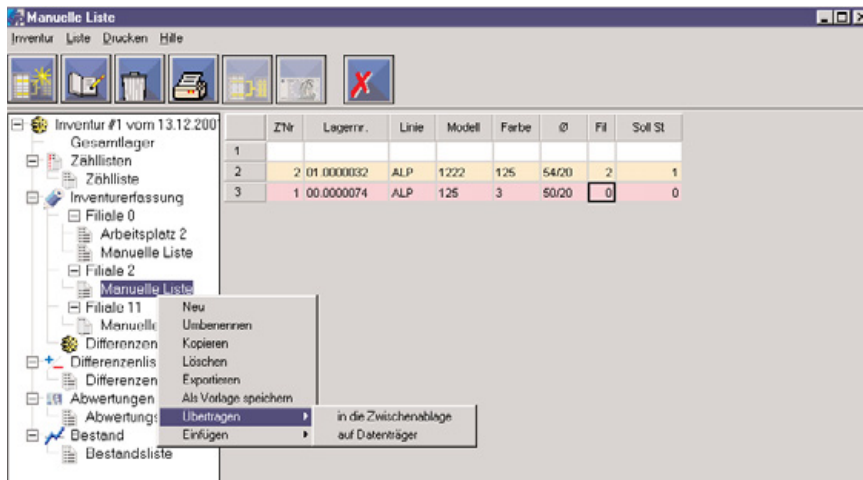 Manuelle Liste
Inventur Liste Drucken Hilfe
Inventur #1 vom 13.12.200
Gesamtlager
Zähllisten
Zählliste
Inventurerfassung
Filiale 0
Arbeitsplatz 2
Manuelle Liste
Filiale 2
Manuelle Liste
Filiale 11
Manuelle
Differenzen
Differenzenlis
Differenzen
Abwertungen
Abwertungs
Bestand
Bestandsliste
Z'Nr Lagernr. Linie Modell Farbe Ø Fil Soll St
1
2 2 01.0000032 ALP 1222 125 54/20 2 1
3 1 00.0000074 ALP 125 3 50/20 0 0
Neu
Umbenennen
Kopieren
Löschen
Exportieren
Als Vorlage speichern
Übertragen
Einfügen
in die Zwischenablage
auf Datenträger